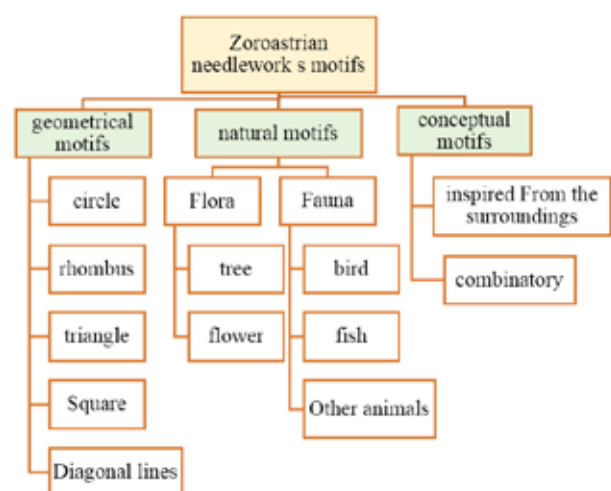 Zoroastrian
needlework s motifs
geometrical
motifs
natural motifs
conceptual
motifs
circle
rhombus
triangle
Square
Diagonal lines
Flora
tree
flower
Fauna
bird
fish
Other animals
inspired From the
surroundings
combinatory